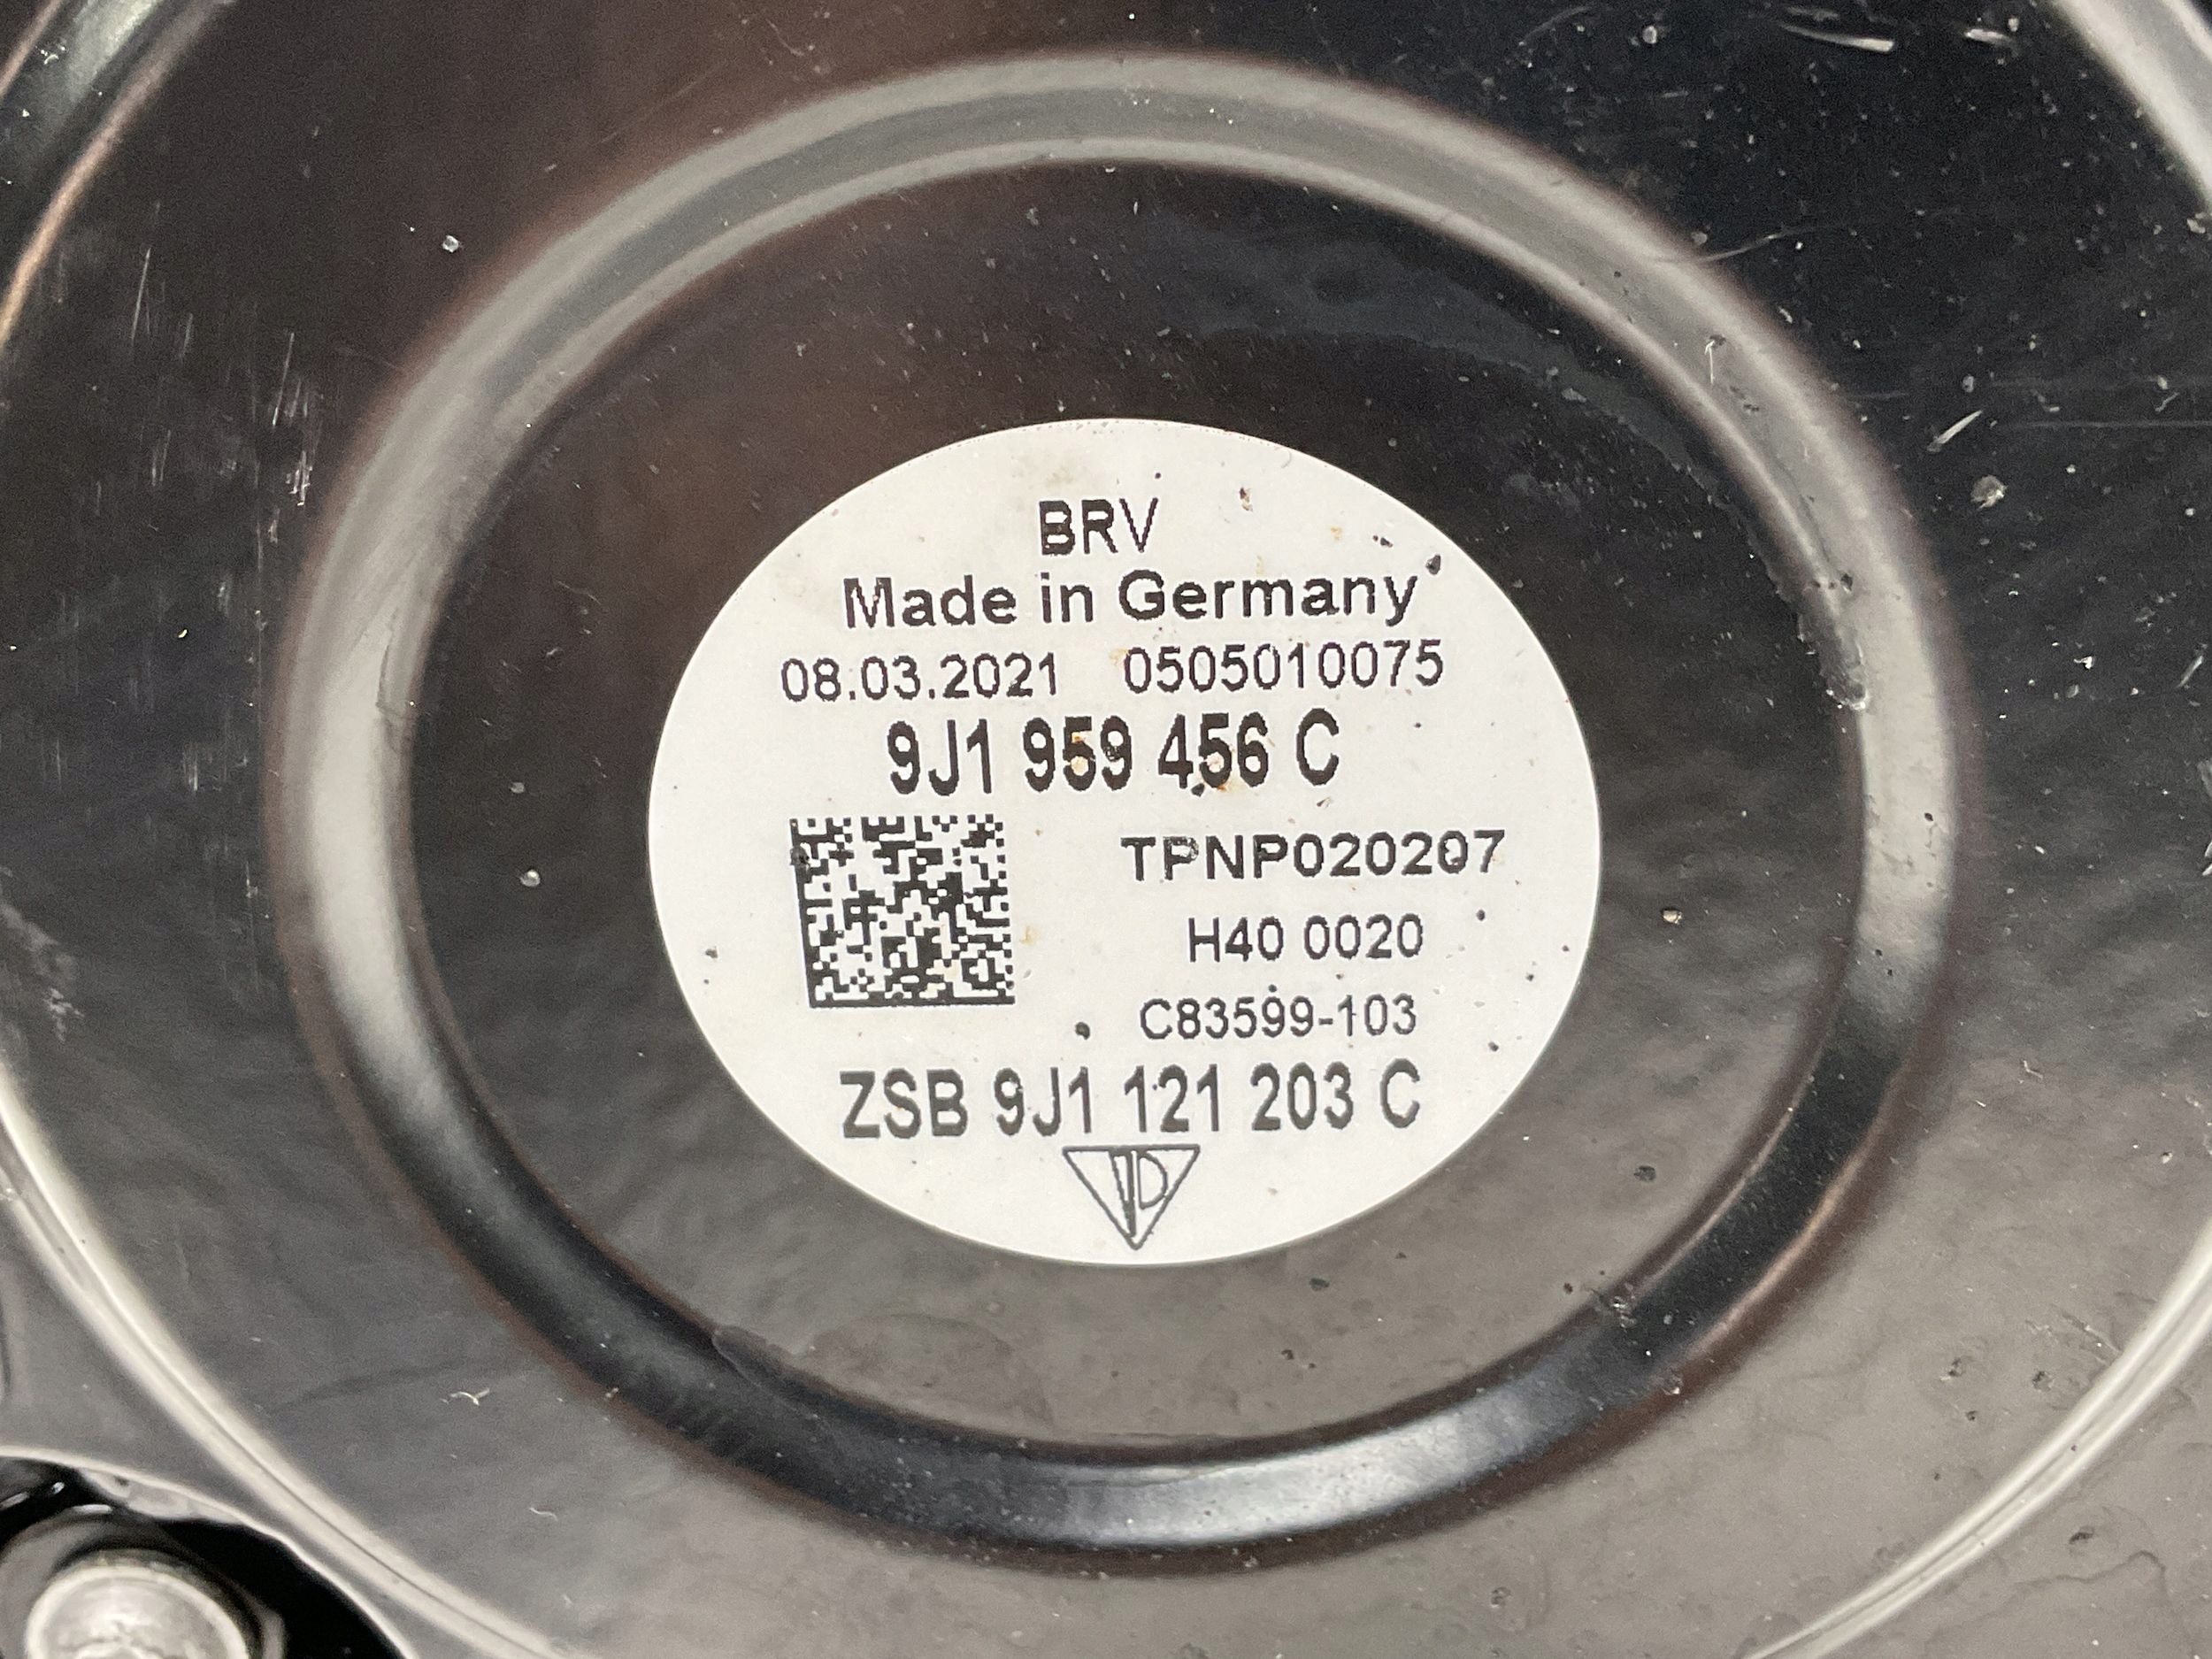 BRV
Made in Germany
08.03.2021 0505010075
9J1 959 456 C
TPNP020207
H40 0020
C83599-103
ZSB 9J1 121 203 C